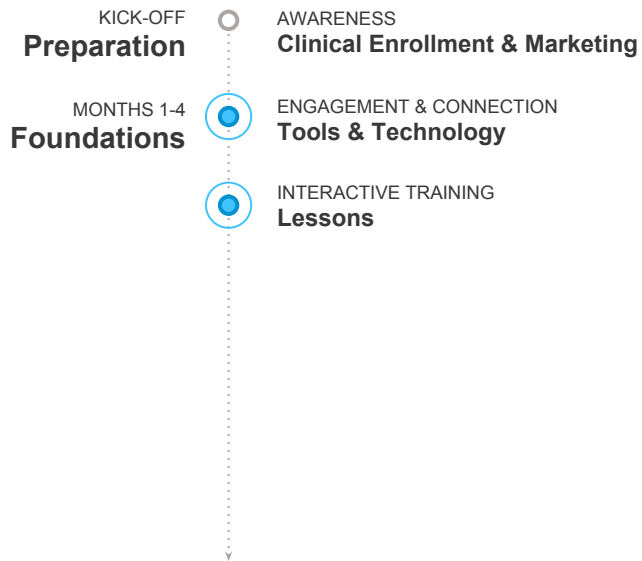 KICK-OFF
Preparation
AWARENESS
Clinical Enrollment & Marketing
MONTHS 1-4
Foundations
ENGAGEMENT & CONNECTION
Tools & Technology
INTERACTIVE TRAINING
Lessons